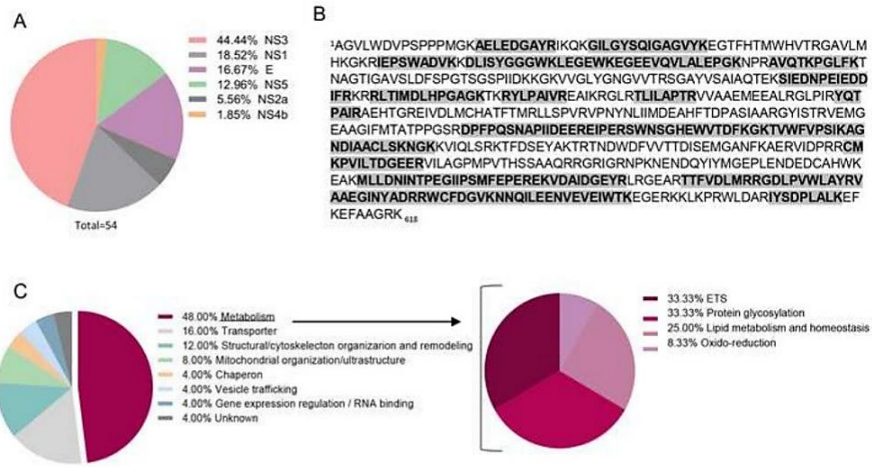 A
44.44% NS3
18.52% NS1
16.67% E
12.96% NS5
5.56% NS2a
1.85% NS4b
Total=54
B
1AGVLWDVPSPPPMGKAELEDGAYRIKQKGILGYSQIGAGVYKEGTFHTMWHVTRGAVLM
HKGKRIEPSWADVKKDLISYGGGWKLEGEWKEGEEVQVLALEPGKNPRAVQTKPGLFKT
NAGTIGAVSLDFSPGTSGSPIIDKKGKVVGLYGNGVVTRSGAYVSAIAQTEKSIEDNPEIEDD
IFRKRRLTIMDLHPGAGKTKRYLPAIVREAIKRGLRTLILAPTRVVAAEMEEALRGLPIRYQT
PAIRAEHTGREIVDLMCHATFTMRLLSPVRVPNYNLIIMDEAHFTDPASIAARGYISTRVEMG
EAAGIFMTATPPGSRDPFPQSNAPIIDEEREIPERSWNSGHEWVTDFKGKTVWFVPSIKAG
NDIAACLSKNGKKVIQLSRKTFDSEYAKTRTNDWDFVVTTDISEMGANFKAERVIDPRRCM
KPVILTDGEERVILAGPMPVTHSSAAQRRGRIGRNPKNENDQYIYMGEPLENDEDCAHWK
EAKMLLDNINTPEGIIPSMFEPEREKVDAIDGEYRLRGEARTTFVDLMRRGDLPVWLAYRV
AAEGINYADRRWCFDGVKNNQILEENVEVEIWTKEGERKKLKPRWLDARIYSDPLALKEF
KEFAAGRK618
C
48.00% Metabolism
16.00% Transporter
12.00% Structural/cytoskelecton organizarion and remodeling
8.00% Mitochondrial organization/ultrastructure
4.00% Chaperon
4.00% Vesicle trafficking
4.00% Gene expression regulation / RNA binding
4.00% Unknown
33.33% ETS
33.33% Protein glycosylation
25.00% Lipid metabolism and homeostasis
8.33% Oxido-reduction